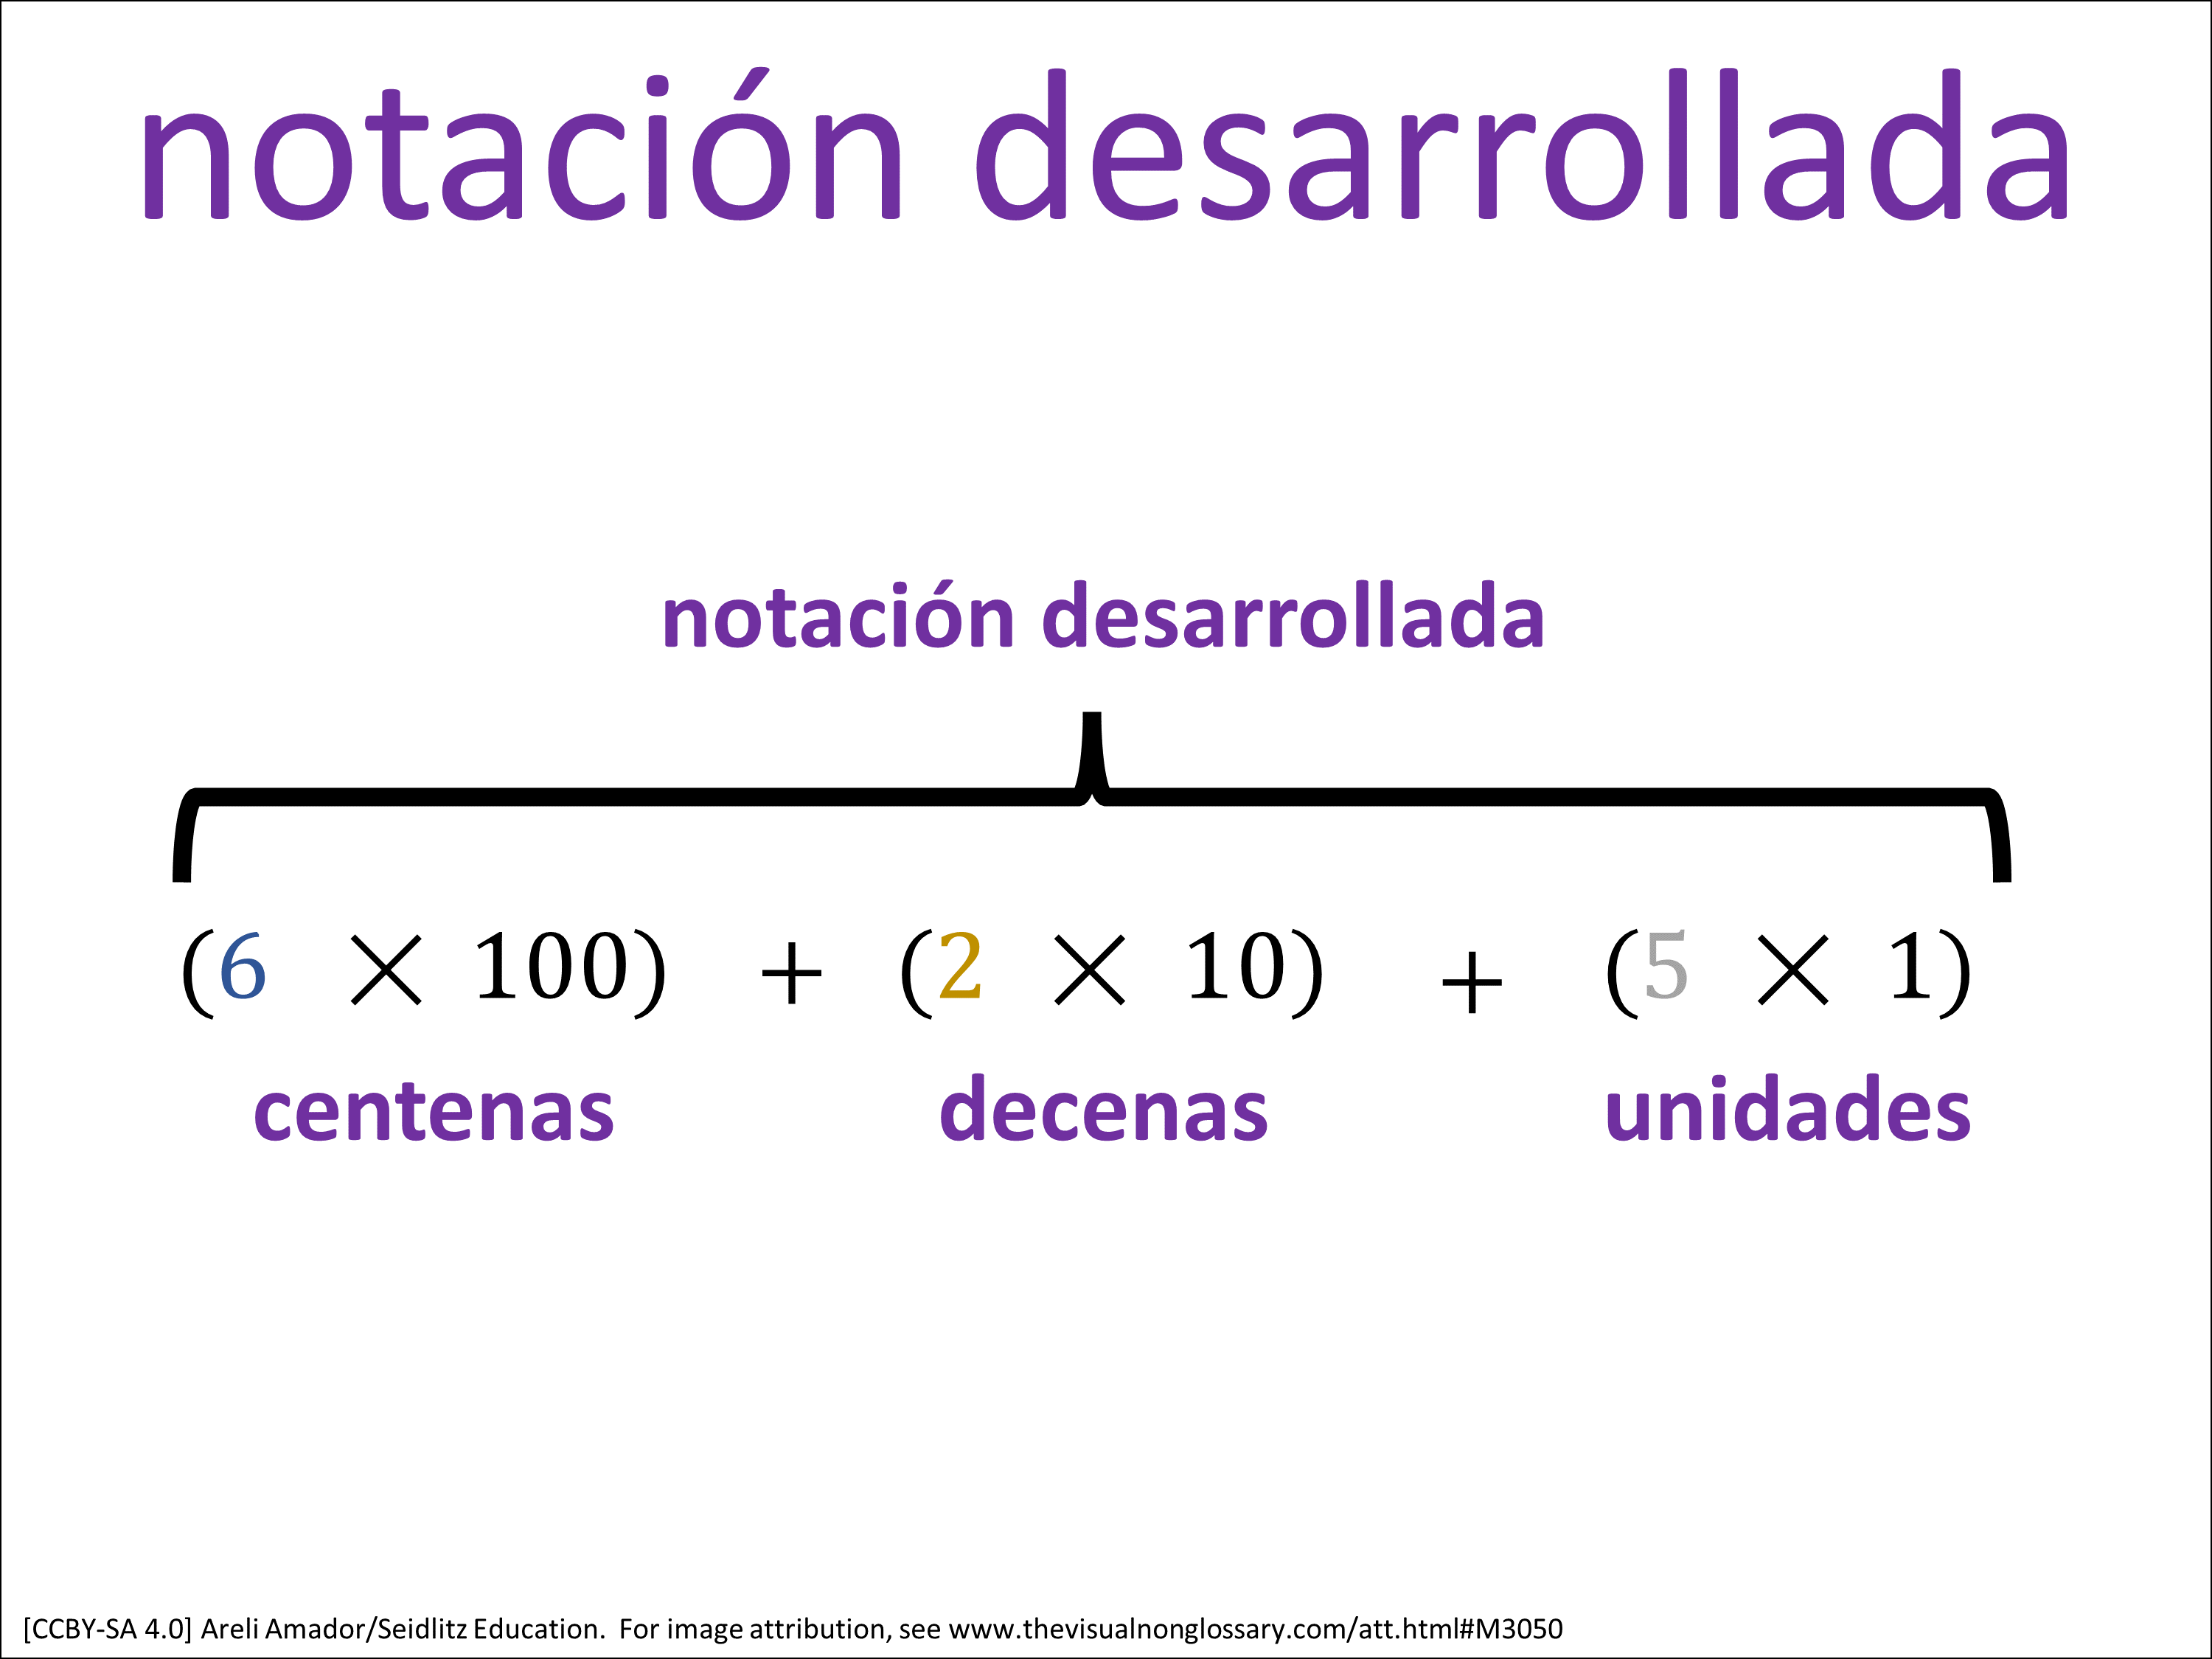 notación desarrollada
notación desarrollada
(6 × 100) + (2 × 10) + (5 × 1)
centenas decenas unidades
[CCBY-SA 4.0] Areli Amador/Seidlitz Education. For image attribution, see www.thevisualnonglossary.com/att.html#M3050